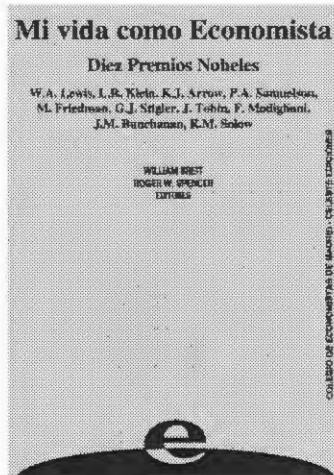 Mi vida como Economista
Diez Premios Nobeles
W.A. Lewis, L.R. Klein, K.J. Arrow, P.A. Samuelson,
M. Friedman, G.J. Stigler, J. Tobin, F. Modigliani,
J.M. Bunchanan, R.M. Solow
WILLIAM BREIT
ROGER W. SPENCER
EDITORES
COLEGIO DE ECONOMISTAS DE MADRID - CELESTE EDICIONES
e